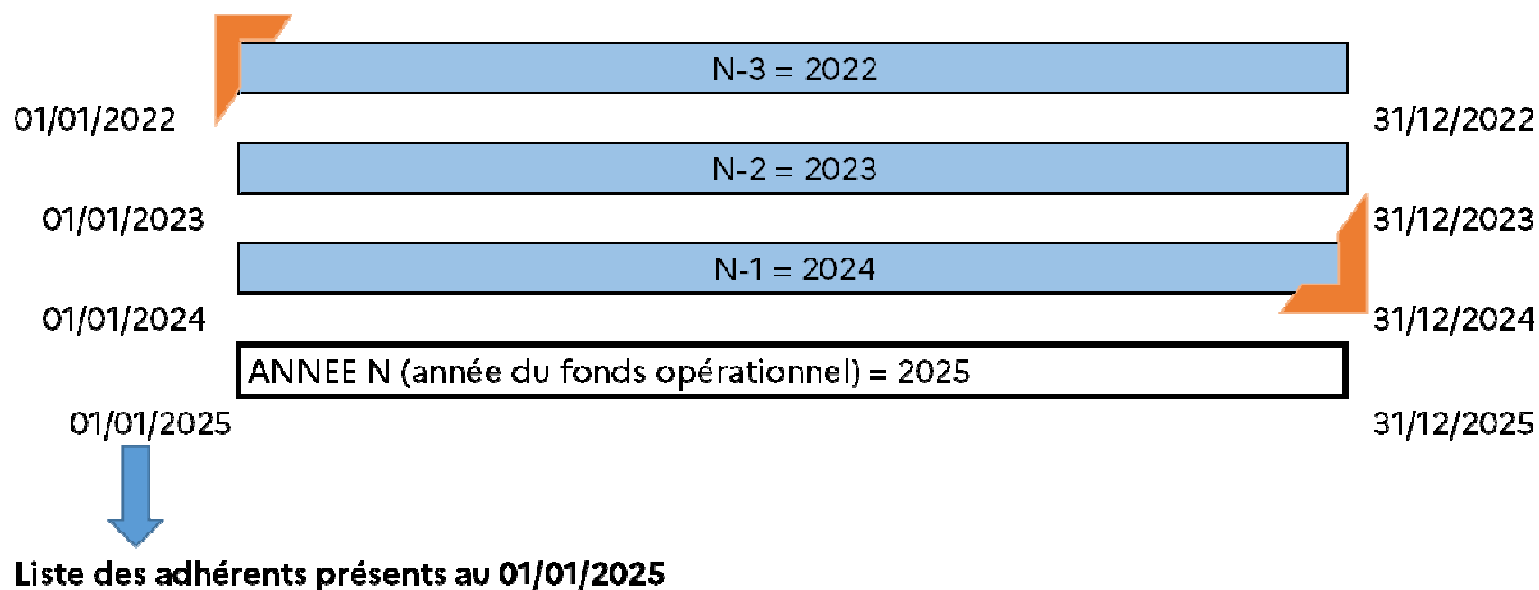 N-3 = 2022
01/01/2022 31/12/2022
N-2 = 2023
01/01/2023 31/12/2023
N-1 = 2024
01/01/2024 31/12/2024
ANNEE N (année du fonds opérationnel) = 2025
01/01/2025 31/12/2025
Liste des adhérents présents au 01/01/2025